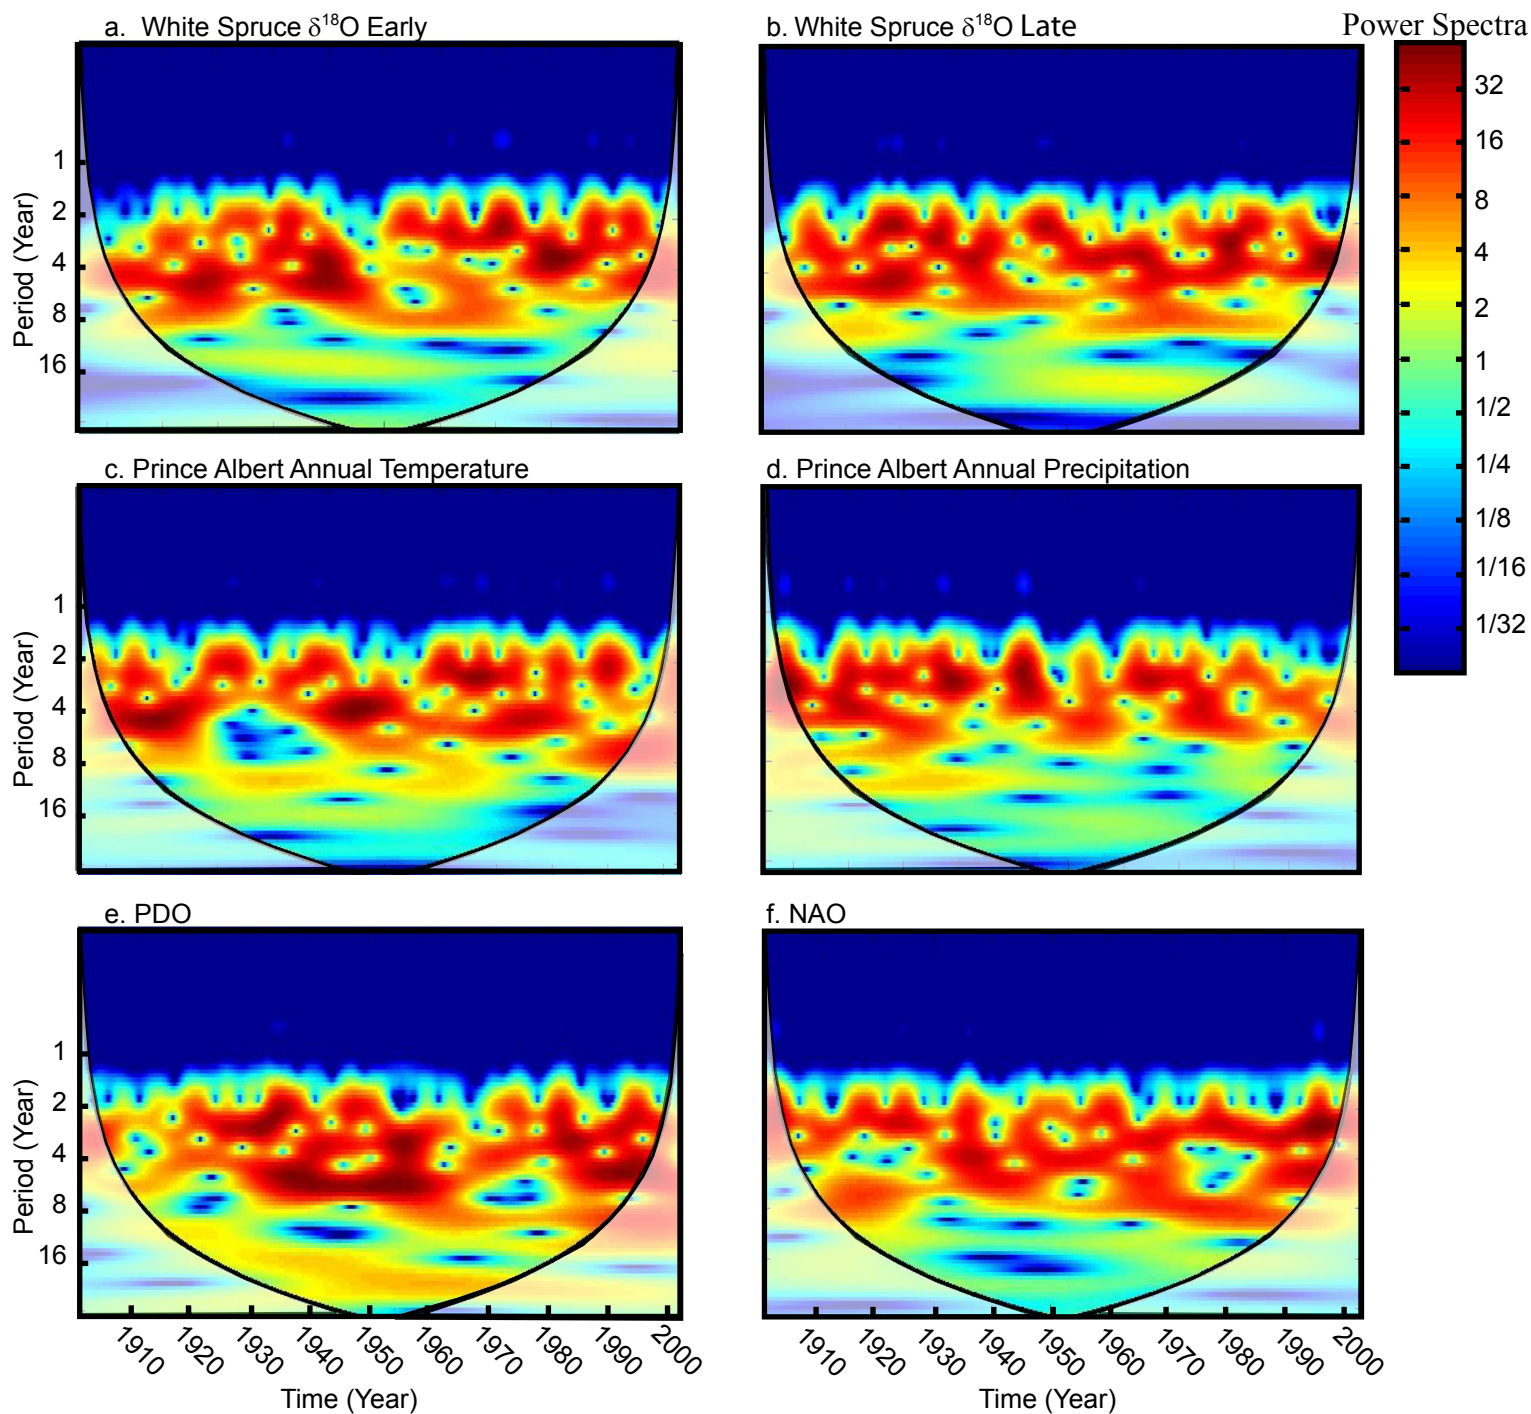 a. White Spruce δ¹⁸O Early
b. White Spruce δ¹⁸O Late
Power Spectra
32
16
8
4
2
1
1/2
1/4
1/8
1/16
1/32
Period (Year)
1
2
4
8
16
c. Prince Albert Annual Temperature
d. Prince Albert Annual Precipitation
Period (Year)
1
2
4
8
16
e. PDO
f. NAO
Period (Year)
1
2
4
8
16
1910 1920 1930 1940 1950 1960 1970 1980 1990 2000
Time (Year)
1910 1920 1930 1940 1950 1960 1970 1980 1990 2000
Time (Year)